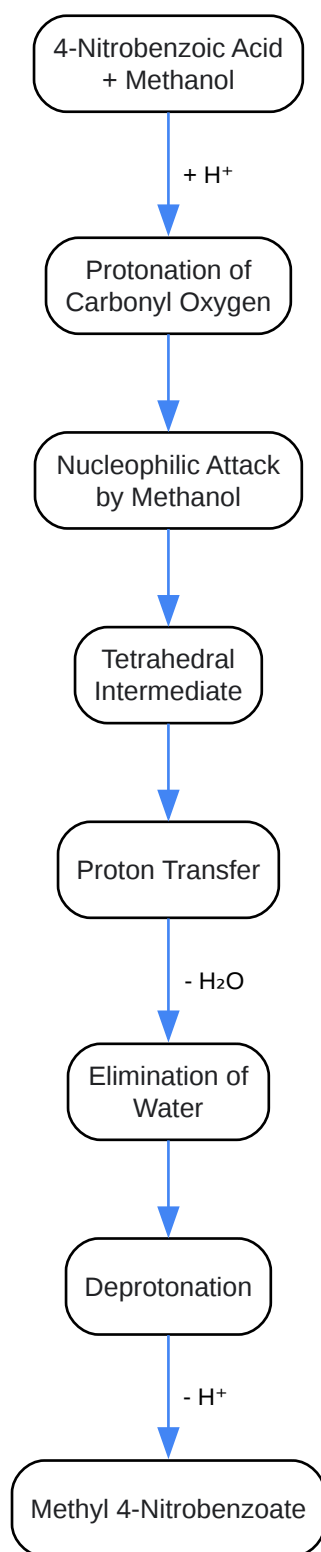 4-Nitrobenzoic Acid
+ Methanol
+ H⁺
Protonation of
Carbonyl Oxygen
Nucleophilic Attack
by Methanol
Tetrahedral
Intermediate
Proton Transfer
- H₂O
Elimination of
Water
Deprotonation
- H⁺
Methyl 4-Nitrobenzoate